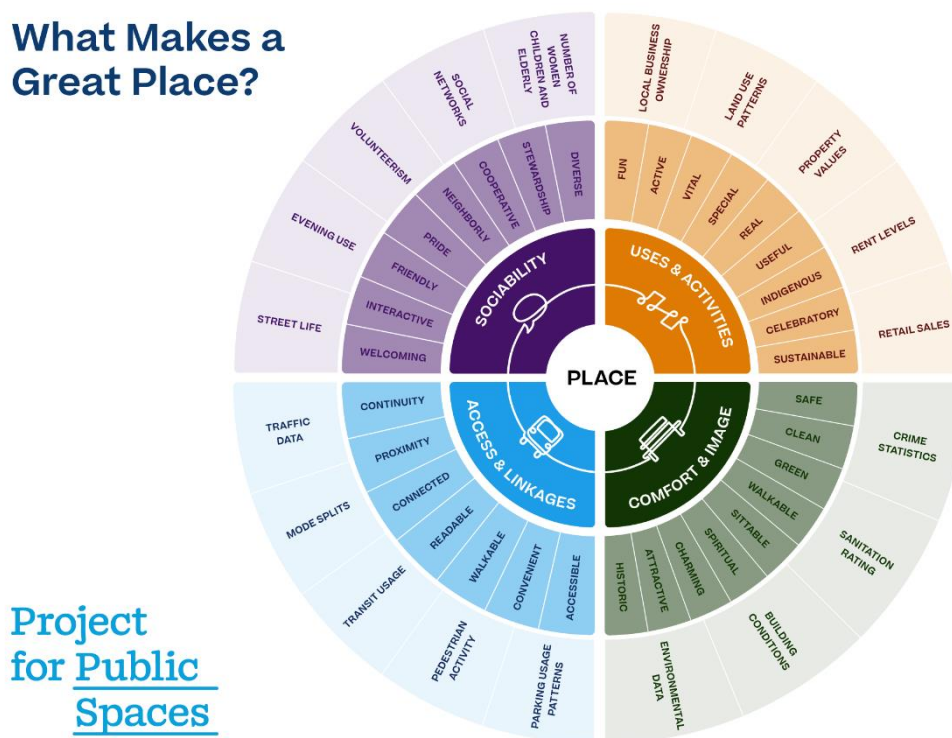 What Makes a
Great Place?
NUMBER OF
WOMEN
CHILDREN AND
ELDERLY
SOCIAL
NETWORKS
VOLUNTEERISM
EVENING USE
STREET LIFE
DIVERSE
STEWARDSHIP
COOPERATIVE
NEIGHBORLY
PRIDE
FRIENDLY
INTERACTIVE
WELCOMING
SOCIABILITY
LOCAL BUSINESS
OWNERSHIP
LAND USE
PATTERNS
PROPERTY
VALUES
RENT LEVELS
RETAIL SALES
FUN
ACTIVE
VITAL
SPECIAL
REAL
USEFUL
INDIGENOUS
CELEBRATORY
SUSTAINABLE
USES & ACTIVITIES
PLACE
ACCESS & LINKAGES
CONTINUITY
PROXIMITY
CONNECTED
READABLE
WALKABLE
CONVENIENT
ACCESSIBLE
TRAFFIC
DATA
MODE SPLITS
TRANSIT USAGE
PEDESTRIAN
ACTIVITY
PARKING USAGE
PATTERNS
COMFORT & IMAGE
SAFE
CLEAN
GREEN
WALKABLE
SITTABLE
SPIRITUAL
CHARMING
ATTRACTIVE
HISTORIC
CRIME
STATISTICS
SANITATION
RATING
BUILDING
CONDITIONS
ENVIRONMENTAL
DATA
Project
for Public
Spaces